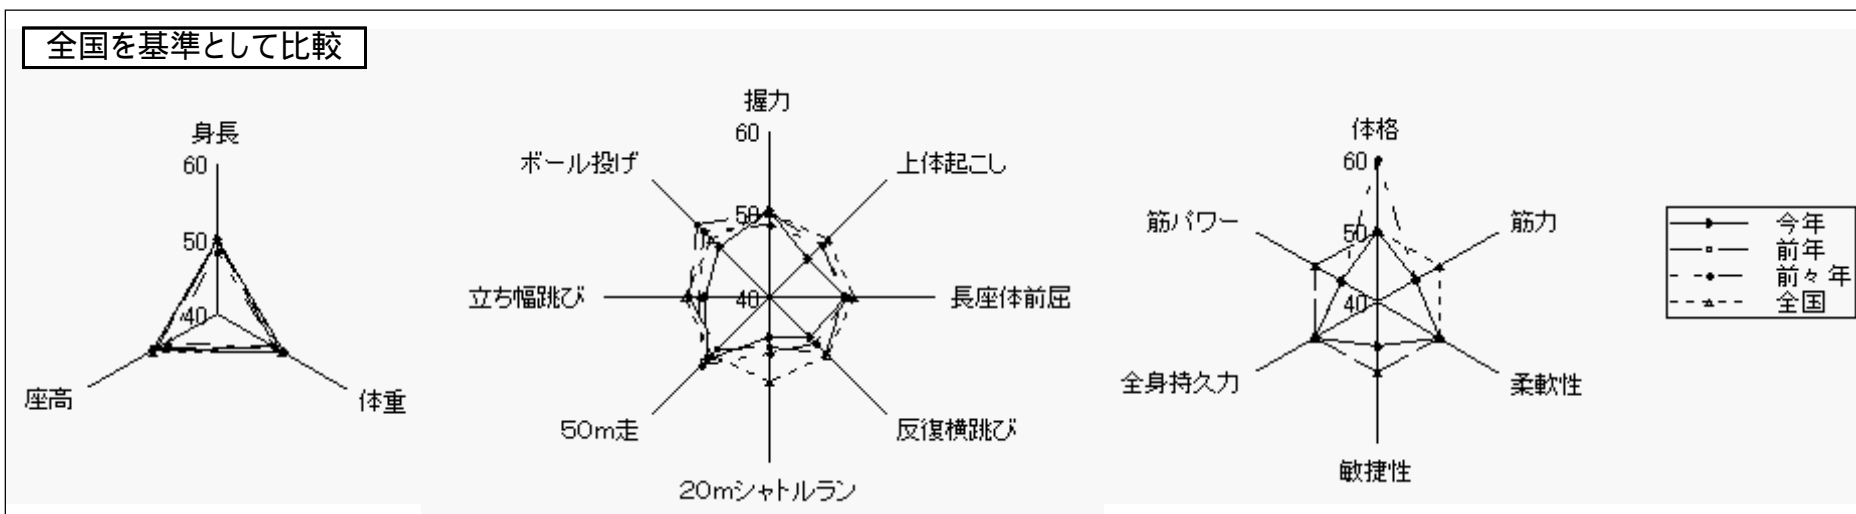 全国を基準として比較
身長
60
50
40
座高
体重
握力
60
ボール投げ
上体起こし
50
立ち幅跳び
40
長座体前屈
50m走
反復横跳び
20mシャトルラン
体格
60
筋パワー
50
筋力
40
全身持久力
柔軟性
敏捷性
今年
前年
前々年
全国